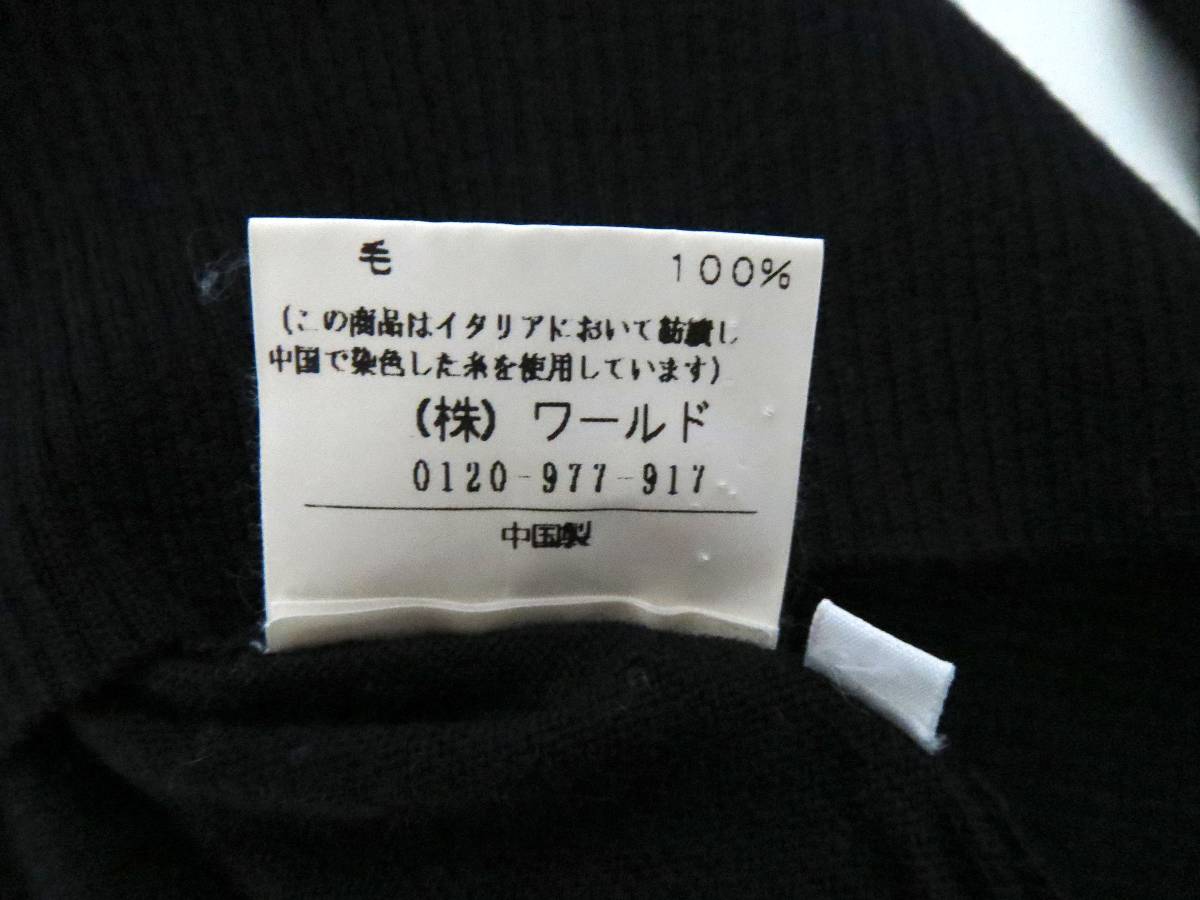 毛 100%
(この商品はイタリアにおいて紡績し
中国で染色した糸を使用しています)
(株) ワールド
0120-977-917
中国製